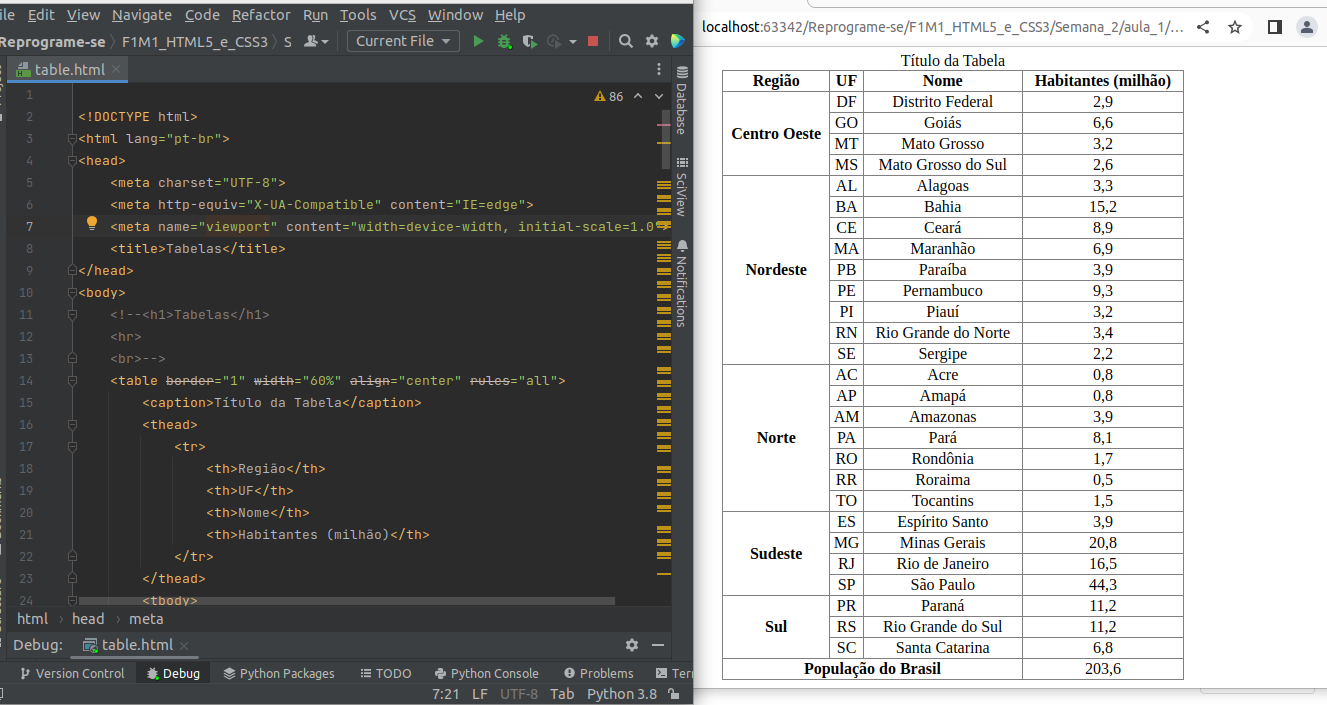 ile Edit View Navigate Code Refactor Run Tools VCS Window Help
Reprograme-se F1M1_HTML5_e_CSS3 S Current File
table.html
86
1
2 <!DOCTYPE html>
3 <html lang="pt-br">
4 <head>
5 <meta charset="UTF-8">
6 <meta http-equiv="X-UA-Compatible" content="IE=edge">
7 <meta name="viewport" content="width=device-width, initial-scale=1.0
8 <title>Tabelas</title>
9 </head>
10 <body>
11 <!--<h1>Tabelas</h1>
12 <hr>
13 <br>-->
14 <table border="1" width="60%" align="center" rules="all">
15 <caption>Título da Tabela</caption>
16 <thead>
17 <tr>
18 <th>Região</th>
19 <th>UF</th>
20 <th>Nome</th>
21 <th>Habitantes (milhão)</th>
22 </tr>
23 </thead>
24 <tbody>
Database
SciView
Notifications
html head meta
Debug: table.html
Version Control Debug Python Packages TODO Python Console Problems Terr
7:21 LF UTF-8 Tab Python 3.8
localhost:63342/Reprograme-se/F1M1_HTML5_e_CSS3/Semana_2/aula_1/...
Título da Tabela
Região UF Nome Habitantes (milhão)
Centro Oeste
DF Distrito Federal 2,9
GO Goiás 6,6
MT Mato Grosso 3,2
MS Mato Grosso do Sul 2,6
Nordeste
AL Alagoas 3,3
BA Bahia 15,2
CE Ceará 8,9
MA Maranhão 6,9
PB Paraíba 3,9
PE Pernambuco 9,3
PI Piauí 3,2
RN Rio Grande do Norte 3,4
SE Sergipe 2,2
Norte
AC Acre 0,8
AP Amapá 0,8
AM Amazonas 3,9
PA Pará 8,1
RO Rondônia 1,7
RR Roraima 0,5
TO Tocantins 1,5
Sudeste
ES Espírito Santo 3,9
MG Minas Gerais 20,8
RJ Rio de Janeiro 16,5
SP São Paulo 44,3
Sul
PR Paraná 11,2
RS Rio Grande do Sul 11,2
SC Santa Catarina 6,8
População do Brasil 203,6